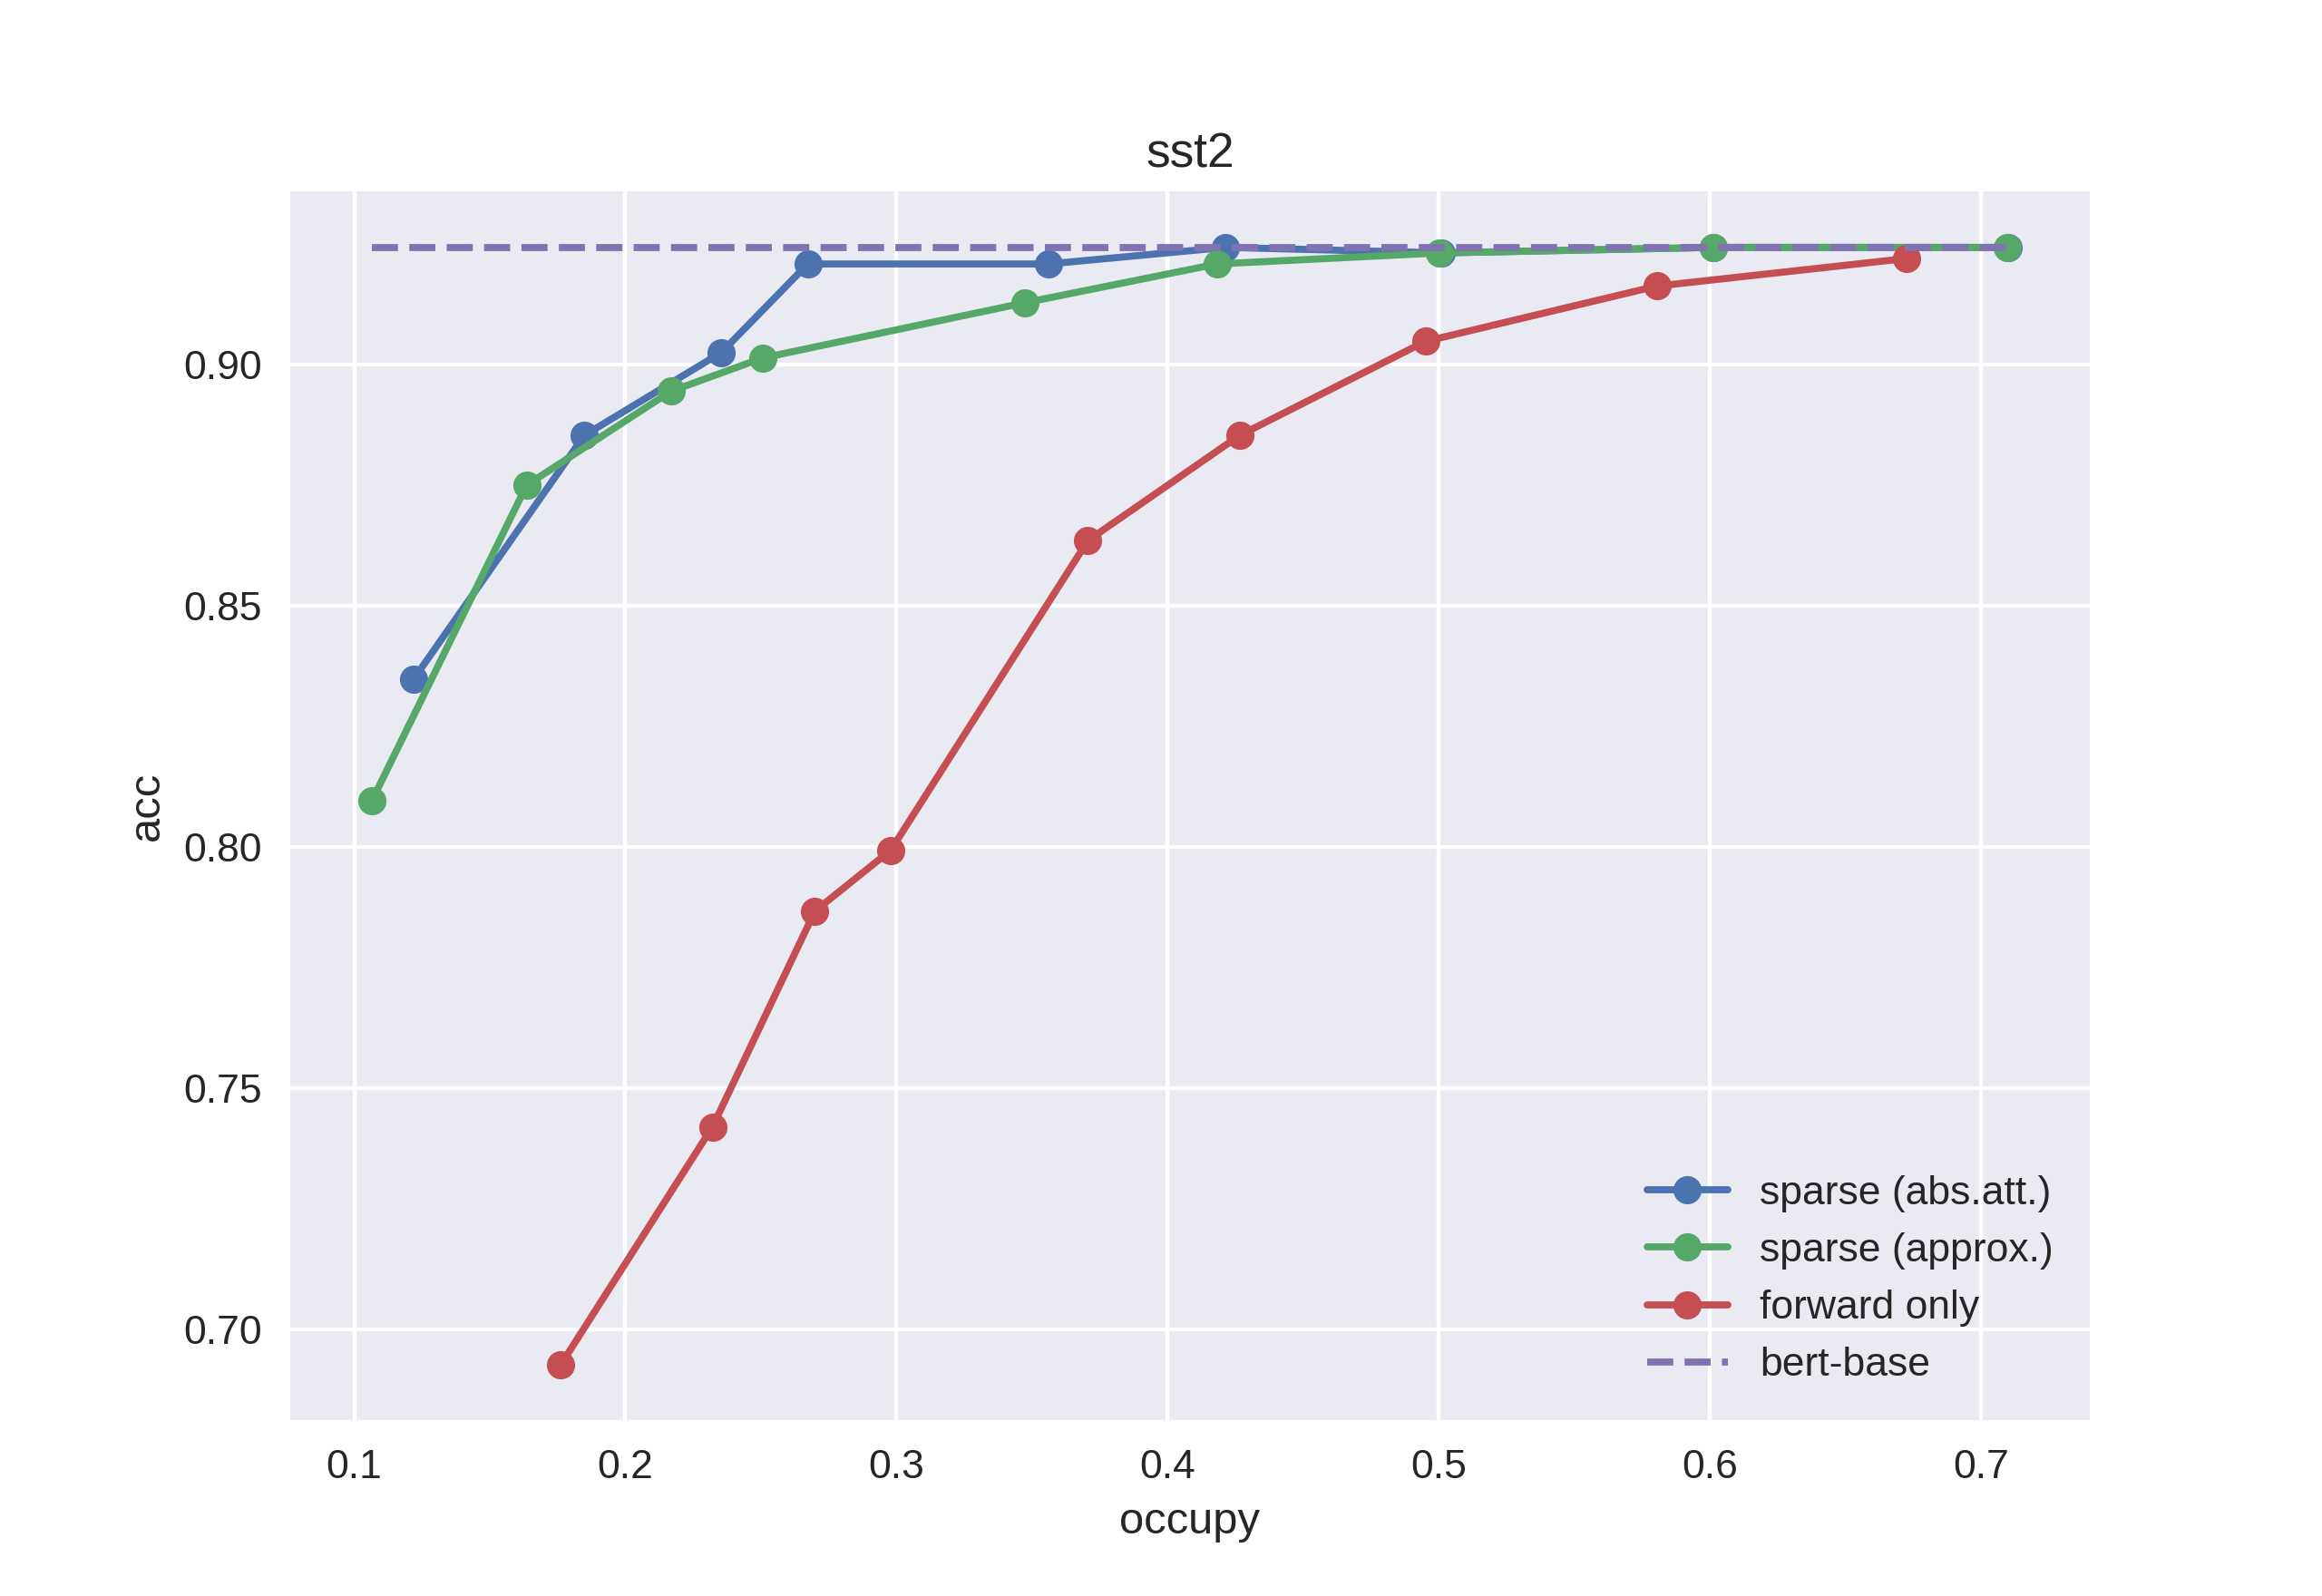 sst2
acc
0.90
0.85
0.80
0.75
0.70
sparse (abs.att.)
sparse (approx.)
forward only
bert-base
0.1 0.2 0.3 0.4 0.5 0.6 0.7
occupy